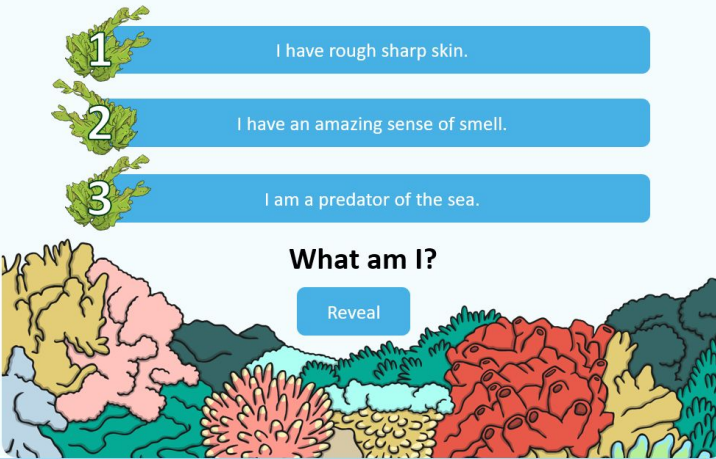 1 I have rough sharp skin.
2 I have an amazing sense of smell.
3 I am a predator of the sea.
What am I?
Reveal